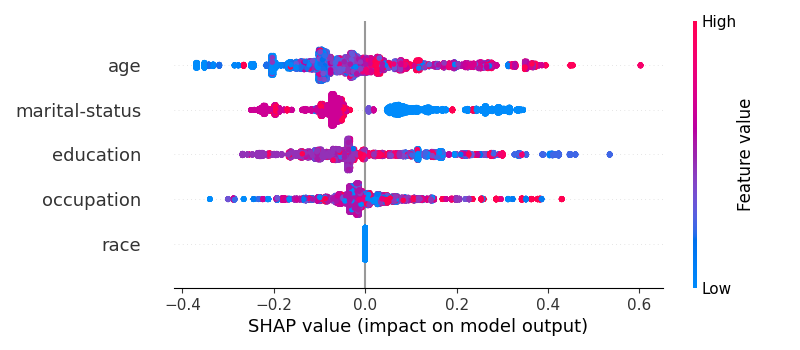 High
age
marital-status
education
occupation
race
Feature value
Low
−0.4 −0.2 0.0 0.2 0.4 0.6
SHAP value (impact on model output)